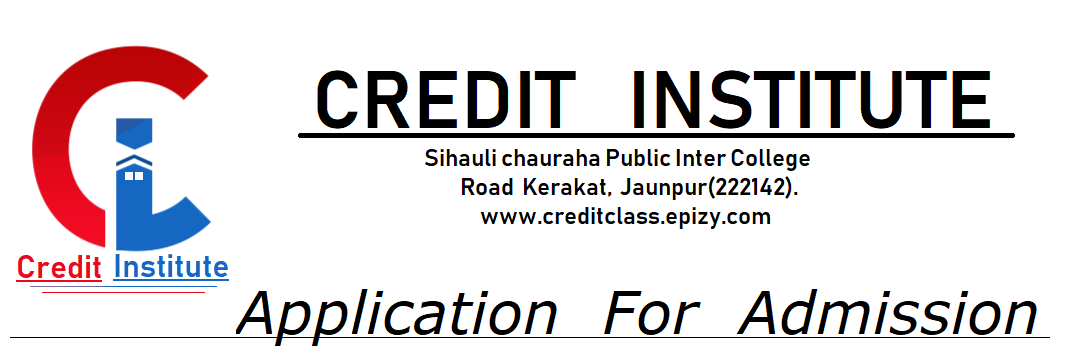 CREDIT INSTITUTE
Sihauli chauraha Public Inter College
Road Kerakat, Jaunpur(222142).
www.creditclass.epizy.com
Credit Institute
Application For Admission